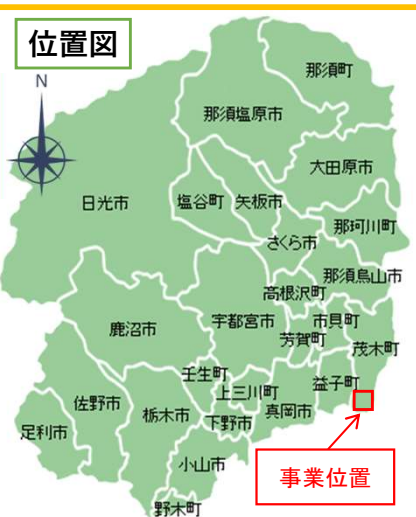 位置図
N
那須町
那須塩原市
大田原市
日光市
塩谷町
矢板市
那珂川町
さくら市
那須烏山市
高根沢町
鹿沼市
宇都宮市
市貝町
芳賀町
茂木町
壬生町
益子町
上三川町
佐野市
栃木市
下野市
真岡市
足利市
小山市
事業位置
野木町